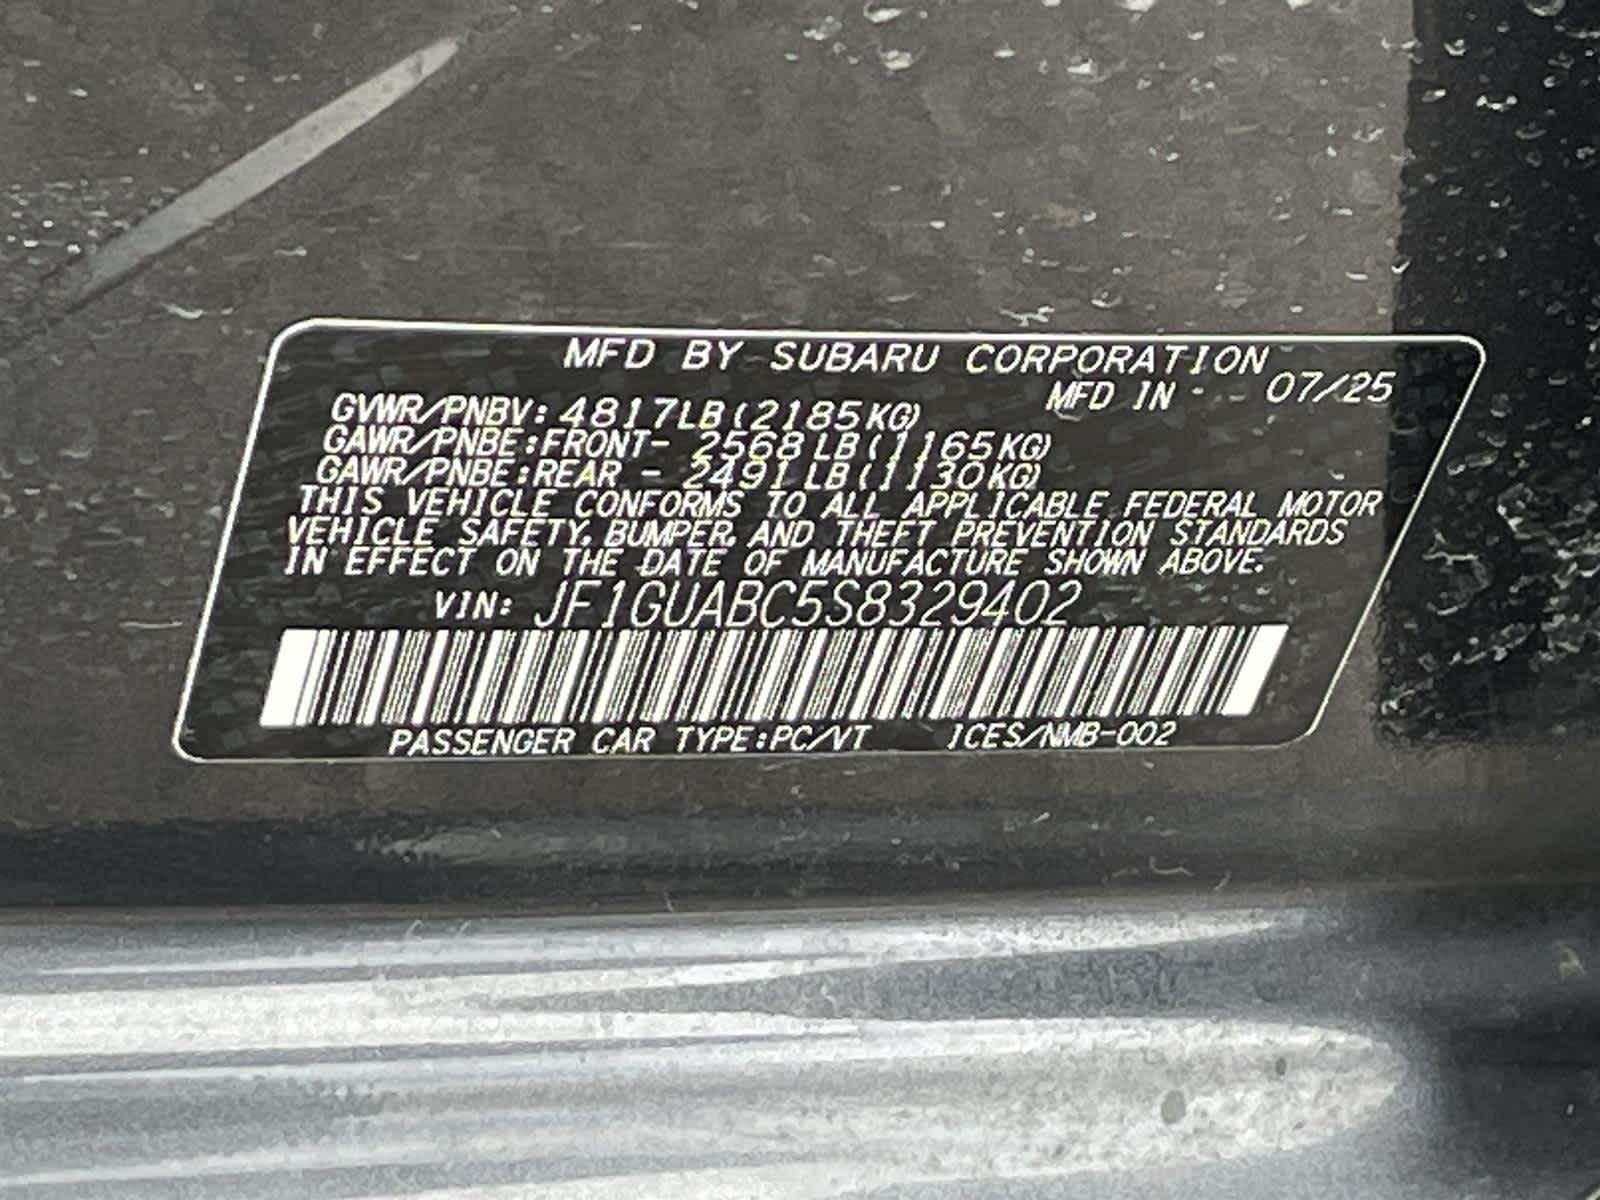 MFD BY SUBARU CORPORATION
MFD IN - 07/25
GVWR/PNBV: 4817LB(2185KG)
GAWR/PNBE:FRONT- 2568LB(1165KG)
GAWR/PNBE:REAR - 2491LB(1130KG)
THIS VEHICLE CONFORMS TO ALL APPLICABLE FEDERAL MOTOR
VEHICLE SAFETY, BUMPER, AND THEFT PREVENTION STANDARDS
IN EFFECT ON THE DATE OF MANUFACTURE SHOWN ABOVE.
VIN: JF1GUABC5S8329402
PASSENGER CAR TYPE:PC/VT ICES/NMB-002